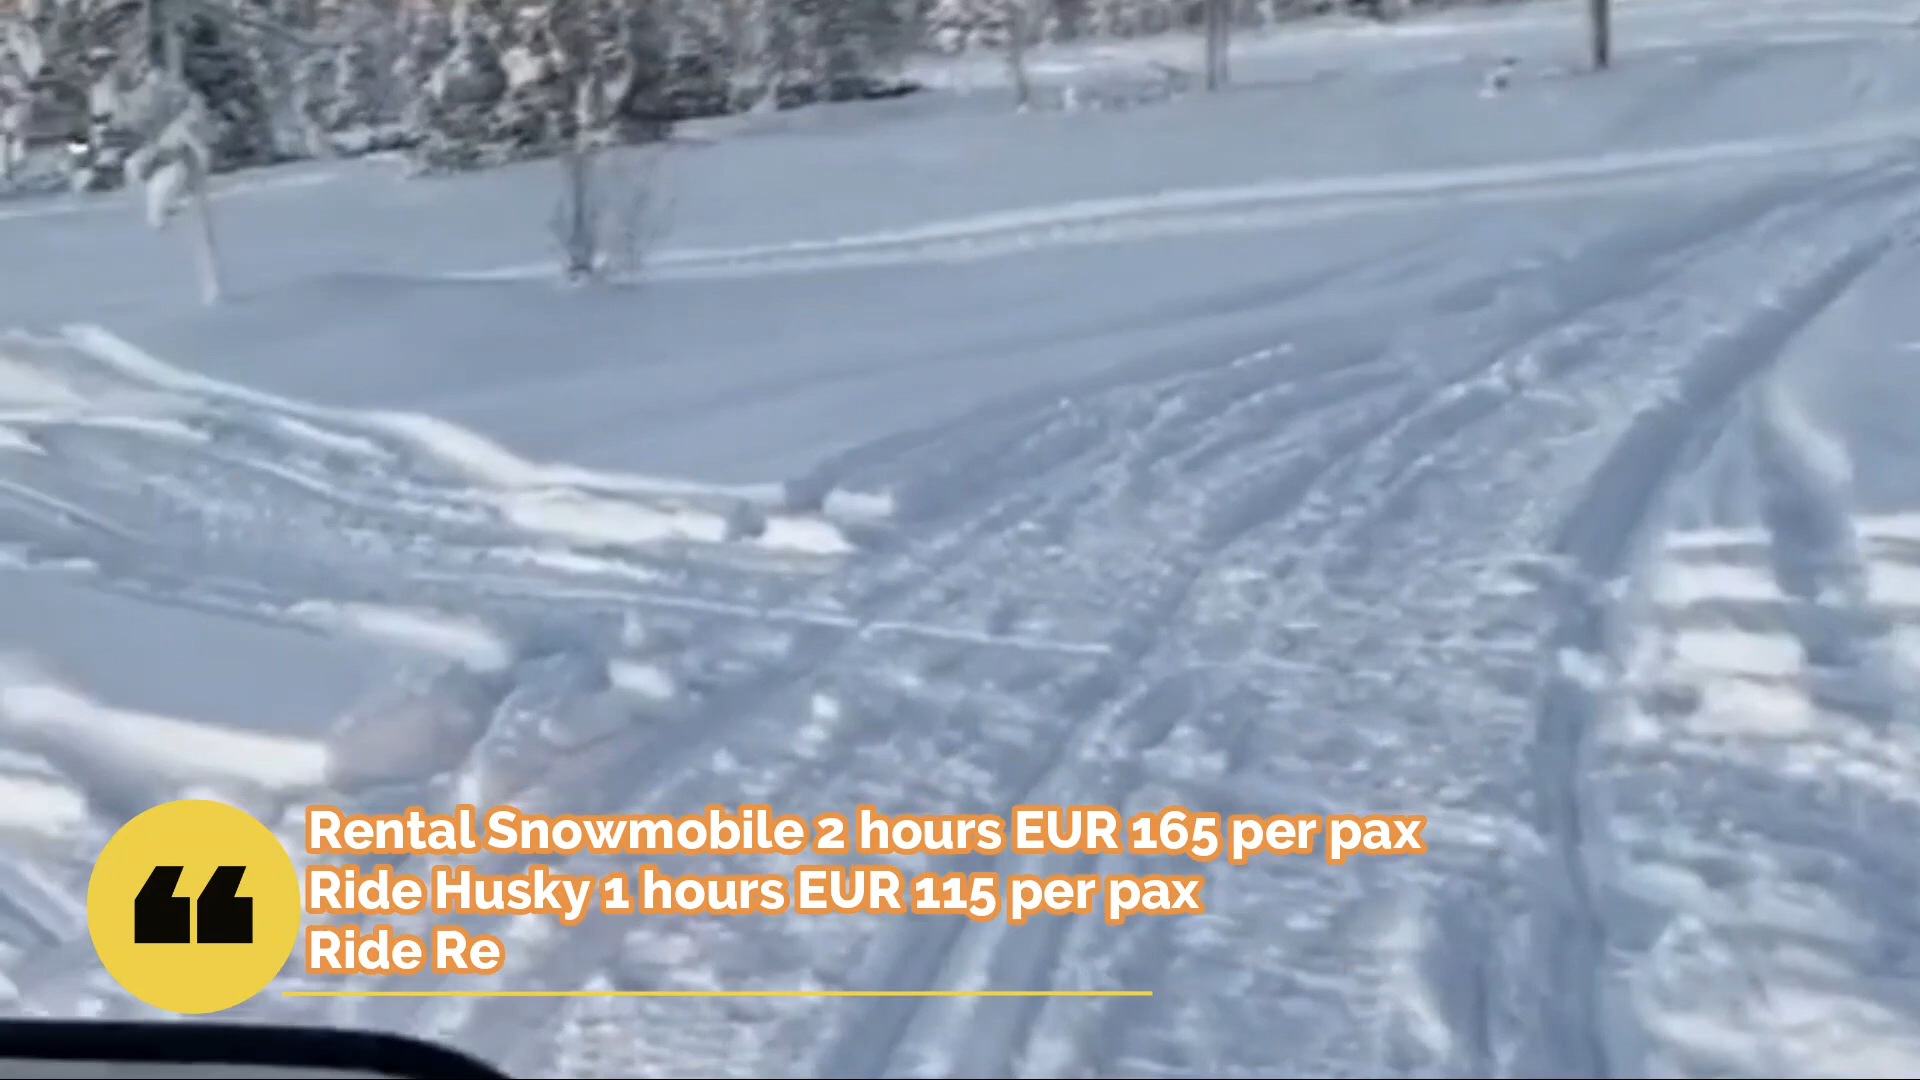 Rental Snowmobile 2 hours EUR 165 per pax
Ride Husky 1 hours EUR 115 per pax
Ride Re